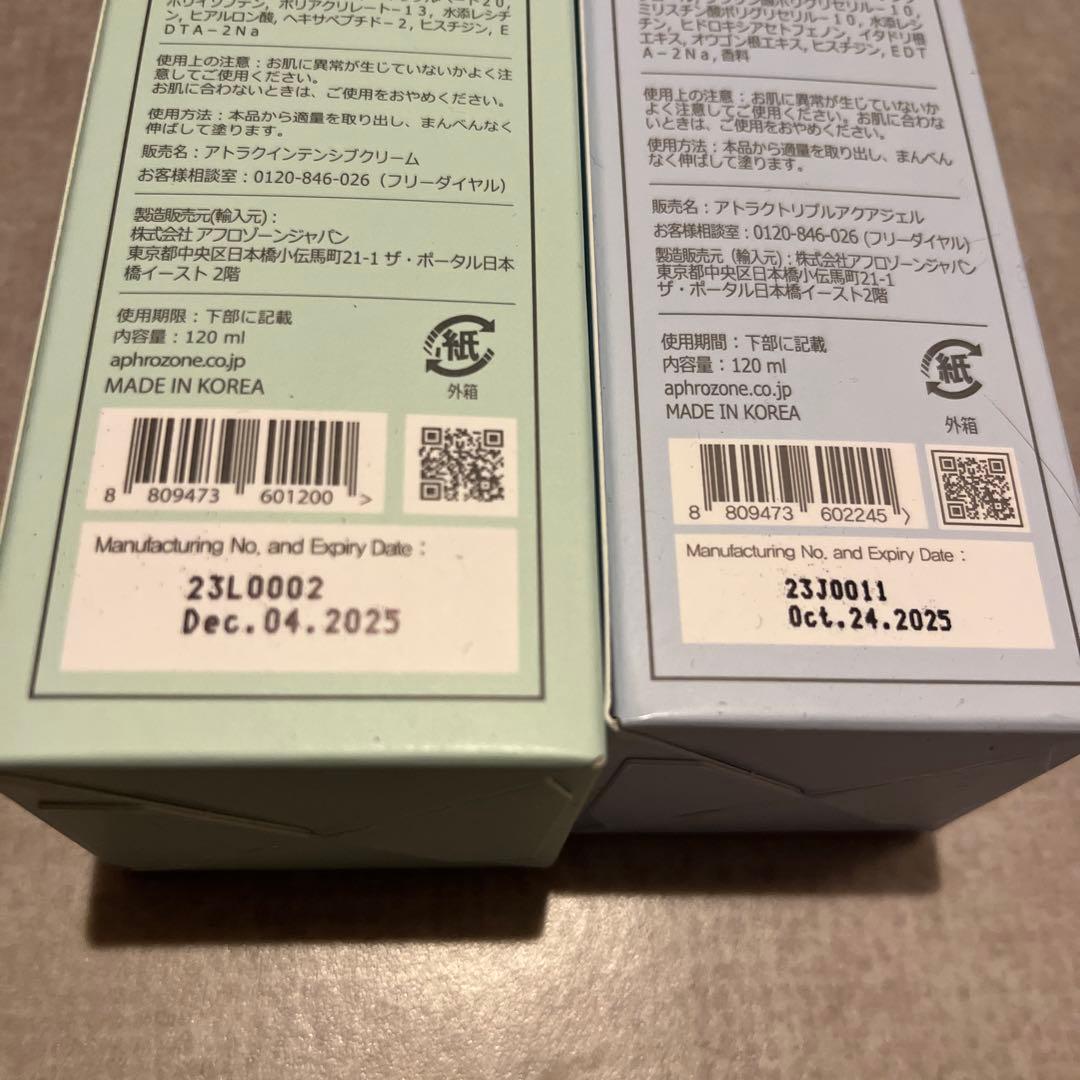 ン, ヒアルロン酸, ヘキサペプチド-2, ヒスチジン, E
DTA-2Na
使用上の注意：お肌に異常が生じていないかよく注
意してご使用ください。
お肌に合わないときは、ご使用をおやめください。
使用方法：本品から適量を取り出し、まんべんなく
伸ばして塗ります。
販売名：アトラクインテンシブクリーム
お客様相談室：0120-846-026（フリーダイヤル）
製造販売元(輸入元)：
株式会社 アフロゾーンジャパン
東京都中央区日本橋小伝馬町21-1 ザ・ポータル日本
橋イースト 2階
使用期限：下部に記載
内容量：120 ml
aphrozone.co.jp
MADE IN KOREA
紙
外箱
8 809473 601200 >
Manufacturing No. and Expiry Date :
23L0002
Dec.04.2025
ミリスチン酸ポリグリセリル-10, 水添レシ
チン, ヒドロキシアセトフェノン, イタドリ根
エキス, オウゴン根エキス, ヒスチジン, EDT
A-2Na, 香料
使用上の注意：お肌に異常が生じていないか
よく注意してご使用ください。お肌に合わな
いときは、ご使用をおやめください。
使用方法：本品から適量を取り出し、まんべん
なく伸ばして塗ります。
販売名：アトラクトリプルアクアジェル
お客様相談室：0120-846-026 (フリーダイヤル)
製造販売元（輸入元）：株式会社アフロゾーンジャパン
東京都中央区日本橋小伝馬町21-1
ザ・ポータル日本橋イースト2階
使用期間：下部に記載
内容量：120 ml
aphrozone.co.jp
MADE IN KOREA
紙
外箱
8 809473 602245 >
Manufacturing No. and Expiry Date :
23J0011
Oct.24.2025